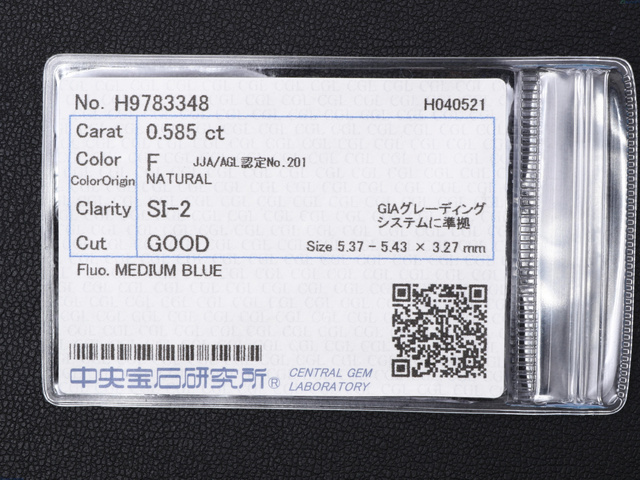 No. H9783348 H040521
Carat 0.585 ct
Color F JJA/AGL認定No.201
ColorOrigin NATURAL
Clarity SI-2 GIAグレーディング
システムに準拠
Cut GOOD Size 5.37 - 5.43 × 3.27 mm
Fluo. MEDIUM BLUE
中央宝石研究所® CENTRAL GEM
LABORATORY